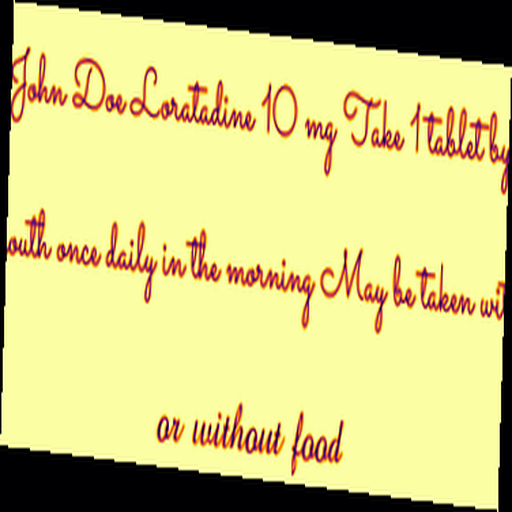 John Doe Loratadine 10 mg Take 1 tablet by
outh once daily in the morning May be taken wit
or without food